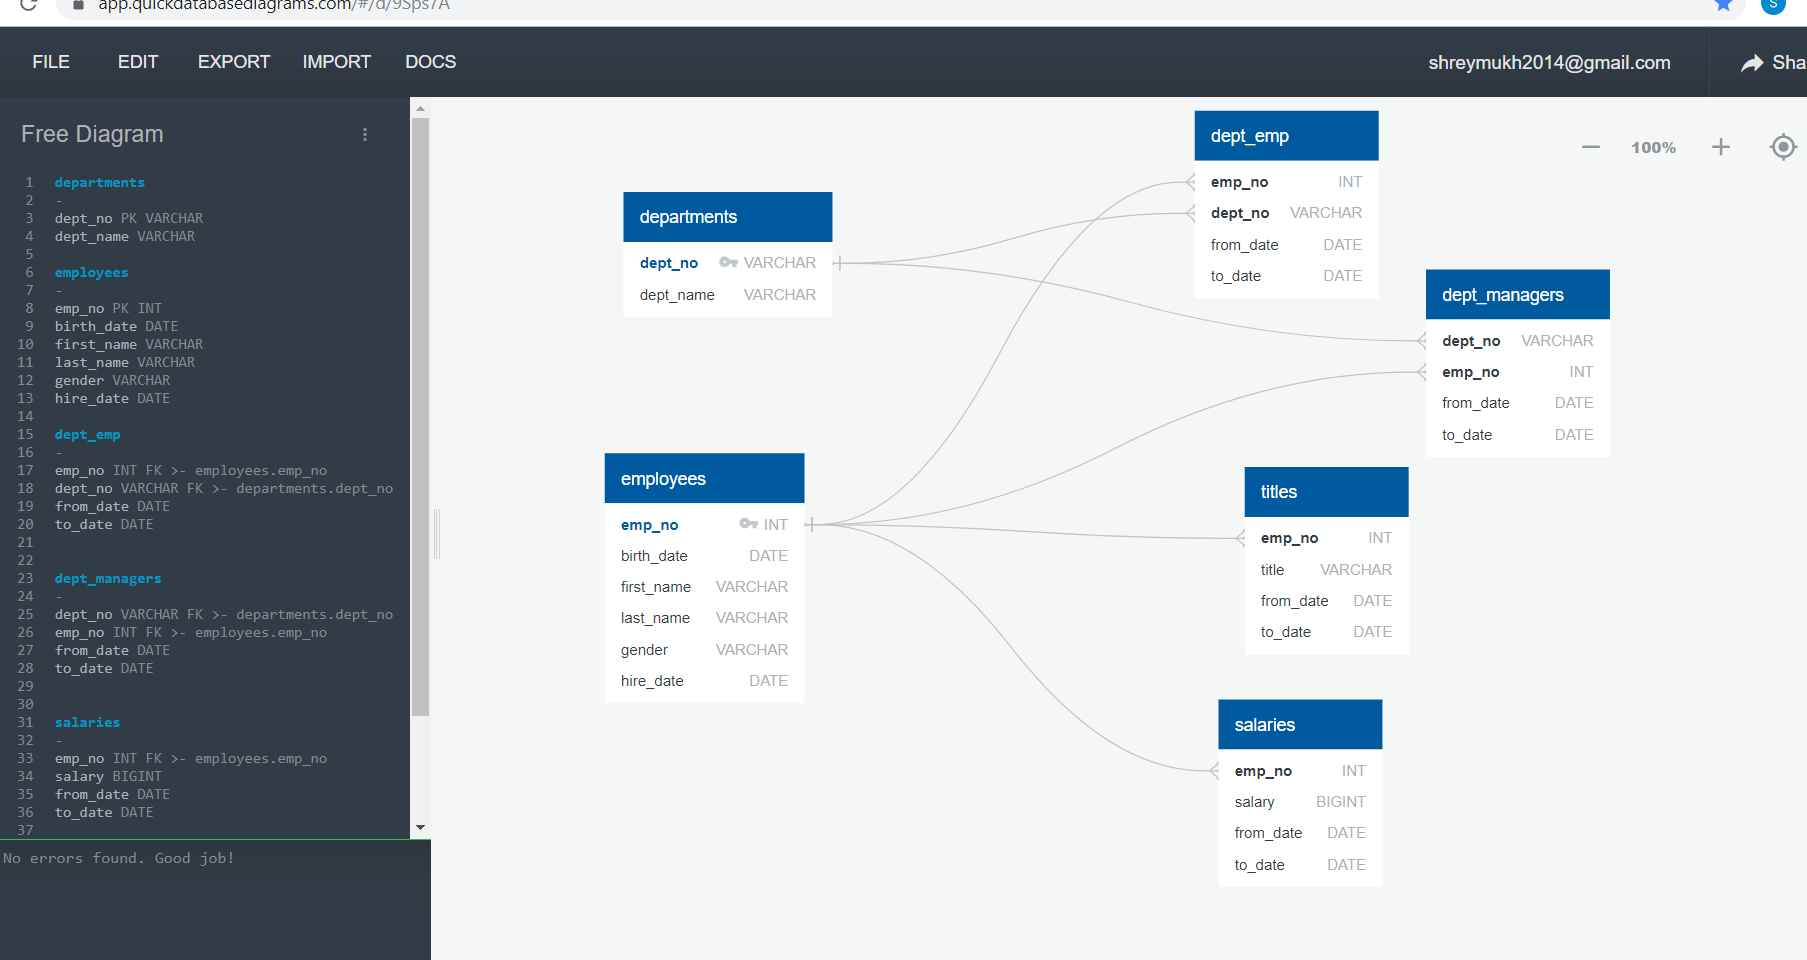 app.quickdatabasediagrams.com/#/d/9Sps7A
S
FILE EDIT EXPORT IMPORT DOCS shreymukh2014@gmail.com Sha
Free Diagram
1 departments
2 -
3 dept_no PK VARCHAR
4 dept_name VARCHAR
5
6 employees
7 -
8 emp_no PK INT
9 birth_date DATE
10 first_name VARCHAR
11 last_name VARCHAR
12 gender VARCHAR
13 hire_date DATE
14
15 dept_emp
16 -
17 emp_no INT FK >- employees.emp_no
18 dept_no VARCHAR FK >- departments.dept_no
19 from_date DATE
20 to_date DATE
21
22
23 dept_managers
24 -
25 dept_no VARCHAR FK >- departments.dept_no
26 emp_no INT FK >- employees.emp_no
27 from_date DATE
28 to_date DATE
29
30
31 salaries
32 -
33 emp_no INT FK >- employees.emp_no
34 salary BIGINT
35 from_date DATE
36 to_date DATE
37
No errors found. Good job!
100%
departments
dept_no VARCHAR
dept_name VARCHAR
employees
emp_no INT
birth_date DATE
first_name VARCHAR
last_name VARCHAR
gender VARCHAR
hire_date DATE
dept_emp
emp_no INT
dept_no VARCHAR
from_date DATE
to_date DATE
dept_managers
dept_no VARCHAR
emp_no INT
from_date DATE
to_date DATE
titles
emp_no INT
title VARCHAR
from_date DATE
to_date DATE
salaries
emp_no INT
salary BIGINT
from_date DATE
to_date DATE